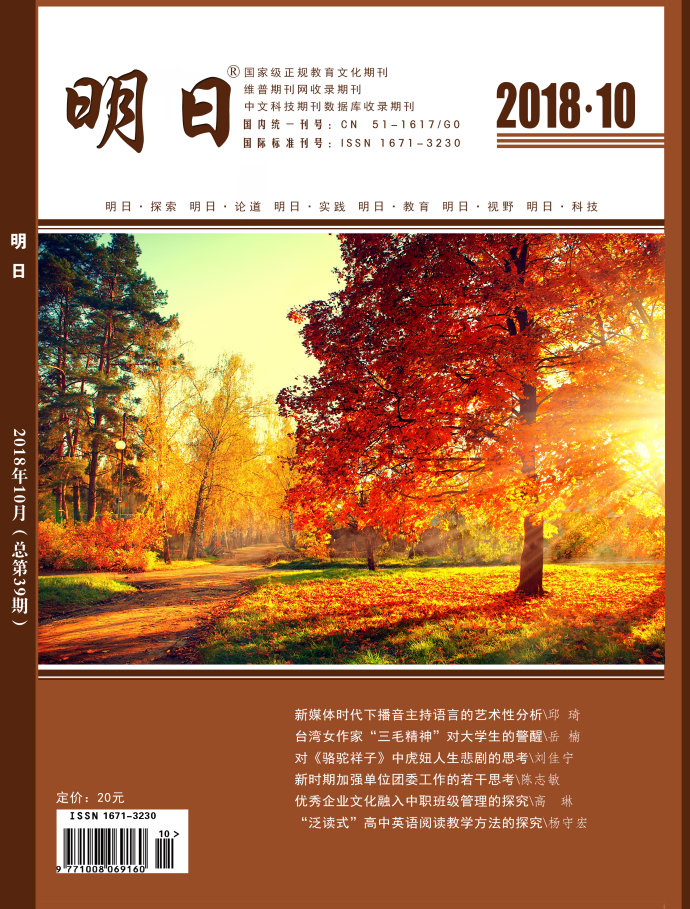 明日®
国家级正规教育文化期刊
维普期刊网收录期刊
中文科技期刊数据库收录期刊
国内统一刊号：CN 51-1617/G0
国际标准刊号：ISSN 1671-3230
2018·10
明日·探索 明日·论道 明日·实践 明日·教育 明日·视野 明日·科技
明日
2018年10月（总第39期）
新媒体时代下播音主持语言的艺术性分析\邱 琦
台湾女作家“三毛精神”对大学生的警醒\岳 楠
对《骆驼祥子》中虎妞人生悲剧的思考\刘佳宁
新时期加强单位团委工作的若干思考\陈志敏
优秀企业文化融入中职班级管理的探究\高 琳
“泛读式”高中英语阅读教学方法的探究\杨守宏
定价：20元
ISSN 1671-3230
10>
9 771008 069160